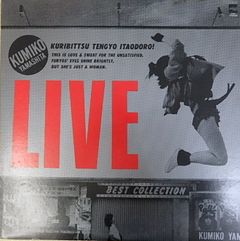 KUMIKO
YAMASHITA
KURIBITTSU TENGYO ITAODORO!
THIS IS LOVE & SWEAT FOR THE UNSATISFIED.
EYES SHINE BRIGHTLY,
BUT SHE'S JUST A WOMAN.
LIVE
BEST COLLECTION
KUMIKO YAM